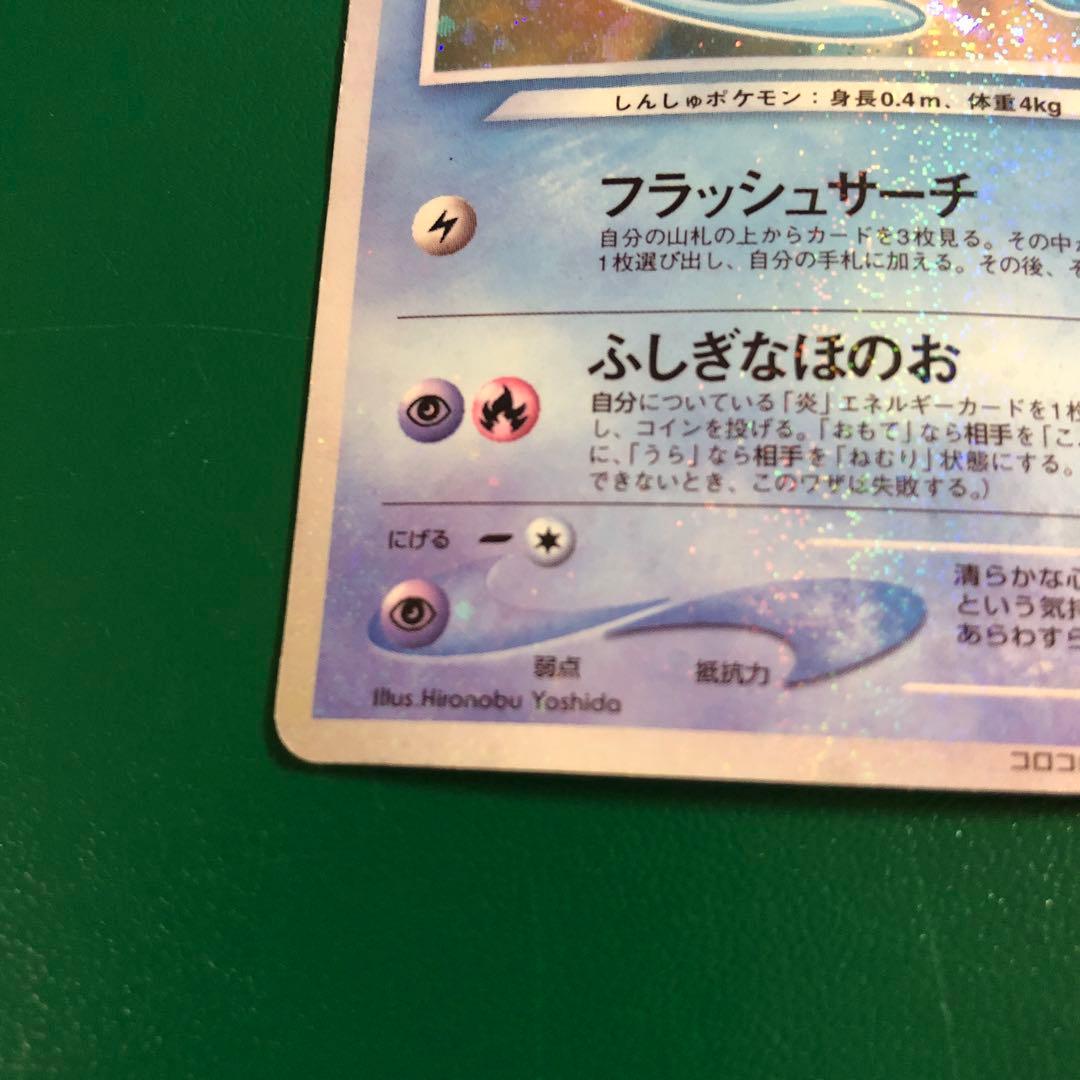 しんしゅポケモン：身長0.4m、体重4kg
フラッシュサーチ
自分の山札の上からカードを3枚見る。その中
1枚選び出し、自分の手札に加える。その後、そ
ふしぎなほのお
自分についている「炎」エネルギーカードを1枚
し、コインを投げる。「おもて」なら相手を「こ
に、「うら」なら相手を「ねむり」状態にする。
できないとき、このワザは失敗する。）
にげる
清らかな心
という気持
あらわすら
弱点
抵抗力
Illus. Hironobu Yoshida
コロコ